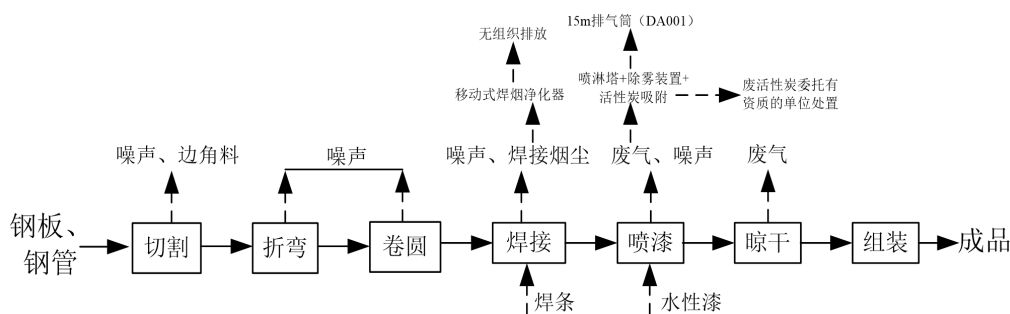 15m排气筒（DA001）
无组织排放
喷淋塔+除雾装置+
活性炭吸附
移动式焊烟净化器
废活性炭委托有
资质的单位处置
噪声、边角料
噪声
噪声、焊接烟尘
废气、噪声
废气
钢板、
钢管
切割
折弯
卷圆
焊接
喷漆
晾干
组装
成品
焊条
水性漆